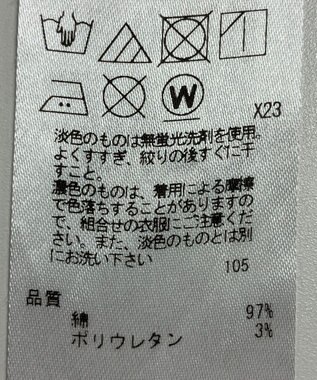 W
X23
淡色のものは無蛍光洗剤を使用。
よくすすぎ、絞りの後すぐに干
すこと。
濃色のものは、着用による摩擦
で色落ちすることがありますの
で、組合せの衣服にご注意くだ
さい。また、淡色のものとは別
にお洗い下さい
105
品質
綿 97%
ポリウレタン 3%